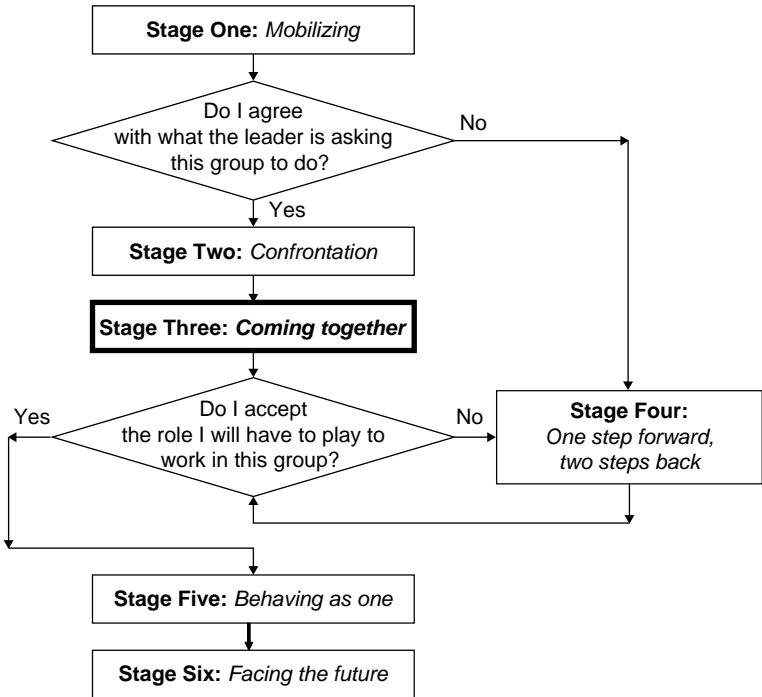 Stage One: Mobilizing
Do I agree
with what the leader is asking
this group to do?
No
Yes
Stage Two: Confrontation
Stage Three: Coming together
Yes
Do I accept
the role I will have to play to
work in this group?
No
Stage Four:
One step forward,
two steps back
Stage Five: Behaving as one
Stage Six: Facing the future